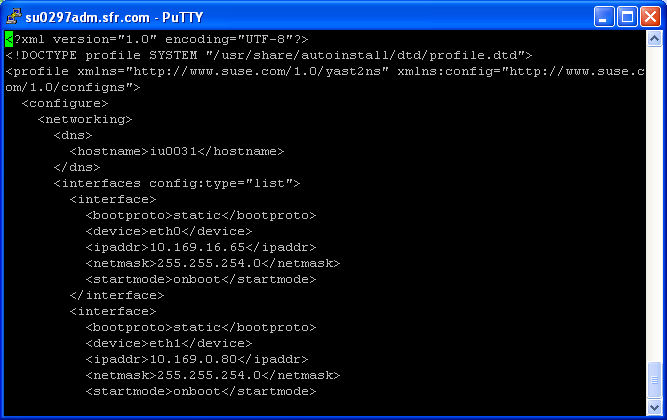 su0297adm.sfr.com - PuTTY
<?xml version="1.0" encoding="UTF-8"?>
<!DOCTYPE profile SYSTEM "/usr/share/autoinstall/dtd/profile.dtd">
<profile xmlns="http://www.suse.com/1.0/yast2ns" xmlns:config="http://www.suse.c
om/1.0/configns">
  <configure>
    <networking>
      <dns>
        <hostname>iu0031</hostname>
      </dns>
      <interfaces config:type="list">
        <interface>
          <bootproto>static</bootproto>
          <device>eth0</device>
          <ipaddr>10.169.16.65</ipaddr>
          <netmask>255.255.254.0</netmask>
          <startmode>onboot</startmode>
        </interface>
        <interface>
          <bootproto>static</bootproto>
          <device>eth1</device>
          <ipaddr>10.169.0.80</ipaddr>
          <netmask>255.255.254.0</netmask>
          <startmode>onboot</startmode>